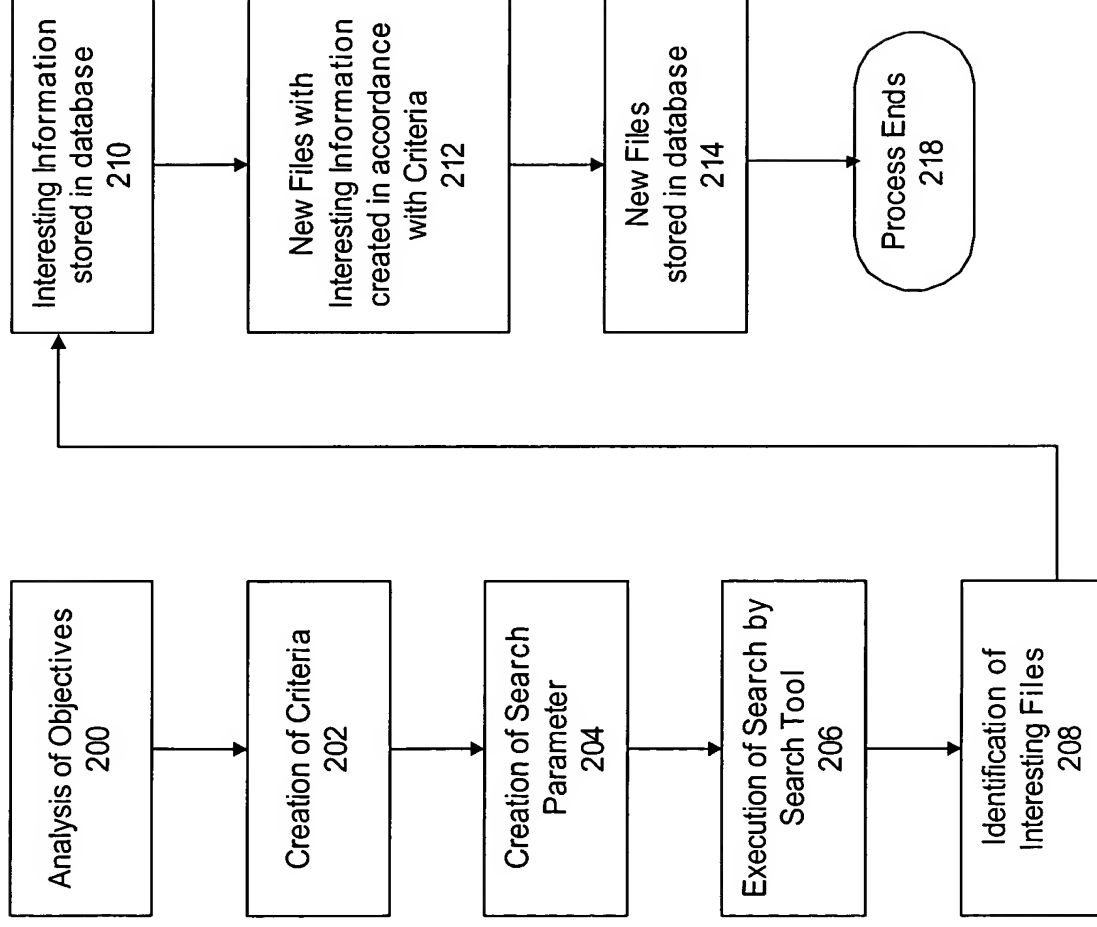 Analysis of Objectives
200
Creation of Criteria
202
Creation of Search
Parameter
204
Execution of Search by
Search Tool
206
Identification of
Interesting Files
208
Interesting Information
stored in database
210
New Files with
Interesting Information
created in accordance
with Criteria
212
New Files
stored in database
214
Process Ends
218